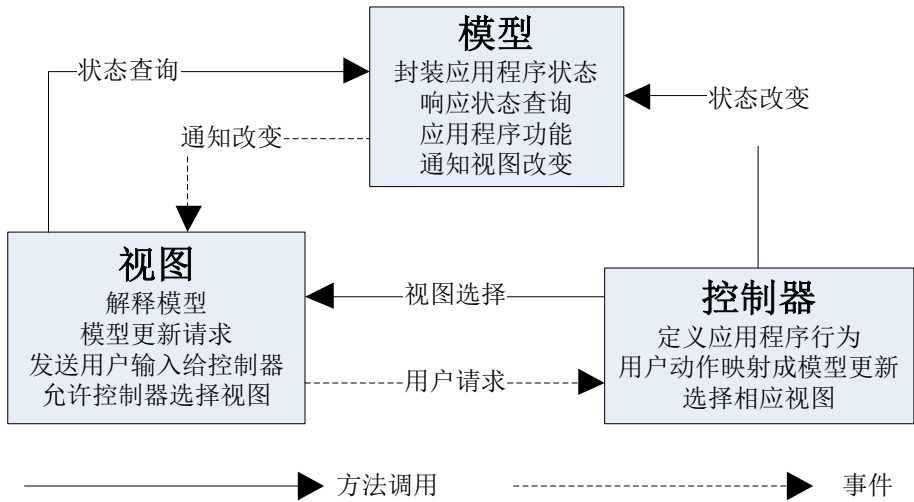 模型
封装应用程序状态
响应状态查询
应用程序功能
通知视图改变
状态查询
状态改变
通知改变
视图
解释模型
模型更新请求
发送用户输入给控制器
允许控制器选择视图
视图选择
用户请求
控制器
定义应用程序行为
用户动作映射成模型更新
选择相应视图
方法调用
事件